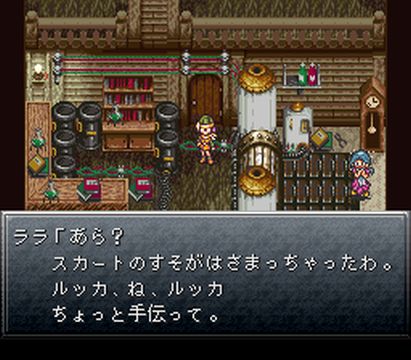 ララ「あら?
スカートのすそがはさまっちゃったわ。
ルッカ、ね、ルッカ
ちょっと手伝って。